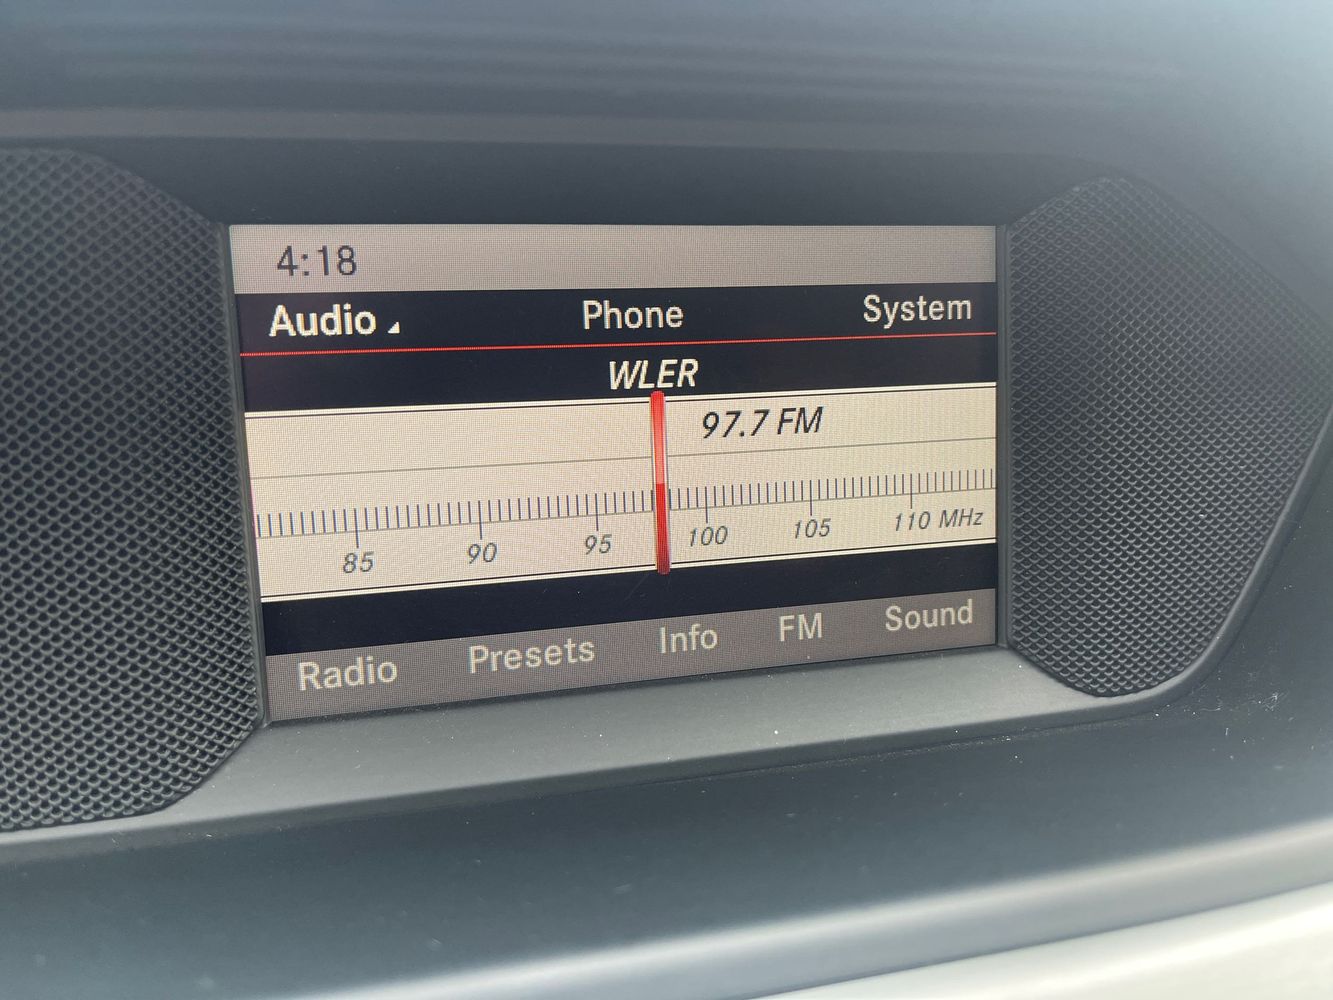 4:18
Audio Phone System
WLER
97.7 FM
85 90 95 100 105 110 MHz
Radio Presets Info FM Sound